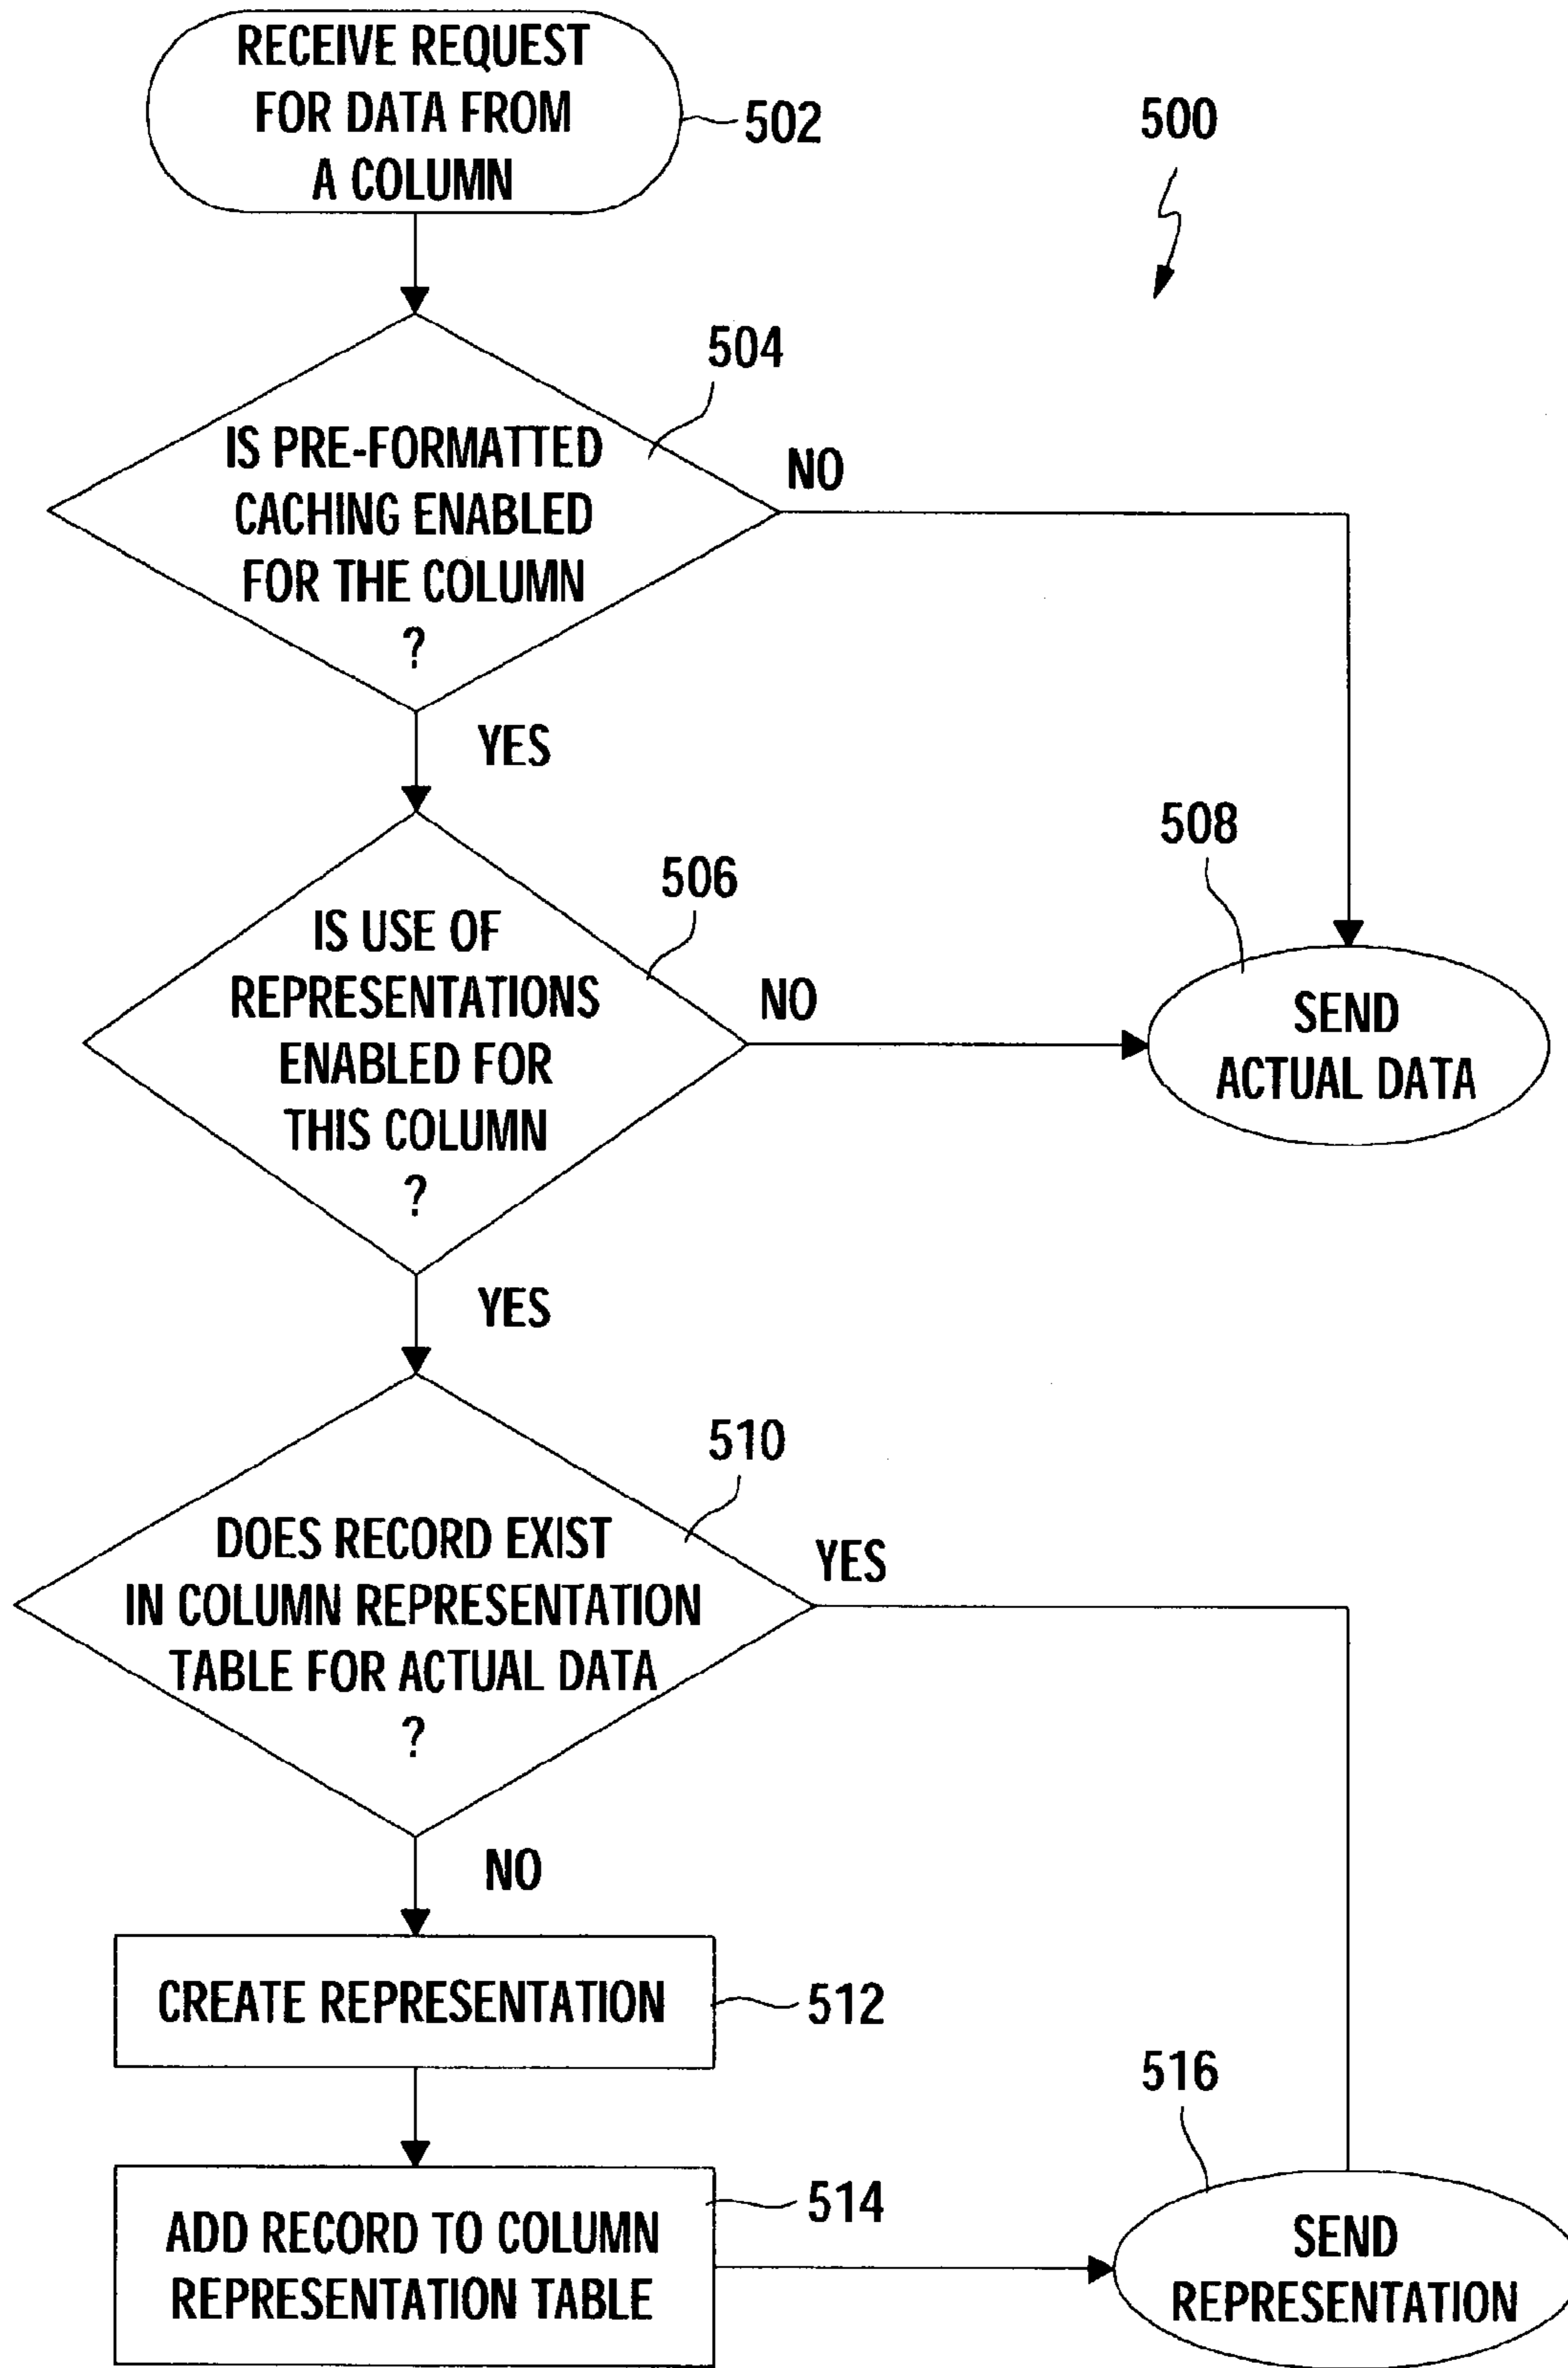 RECEIVE REQUEST
FOR DATA FROM
A COLUMN
502
500
504
IS PRE-FORMATTED
CACHING ENABLED
FOR THE COLUMN
?
NO
YES
506
IS USE OF
REPRESENTATIONS
ENABLED FOR
THIS COLUMN
?
NO
508
SEND
ACTUAL DATA
YES
510
DOES RECORD EXIST
IN COLUMN REPRESENTATION
TABLE FOR ACTUAL DATA
?
YES
NO
CREATE REPRESENTATION
512
ADD RECORD TO COLUMN
REPRESENTATION TABLE
514
516
SEND
REPRESENTATION